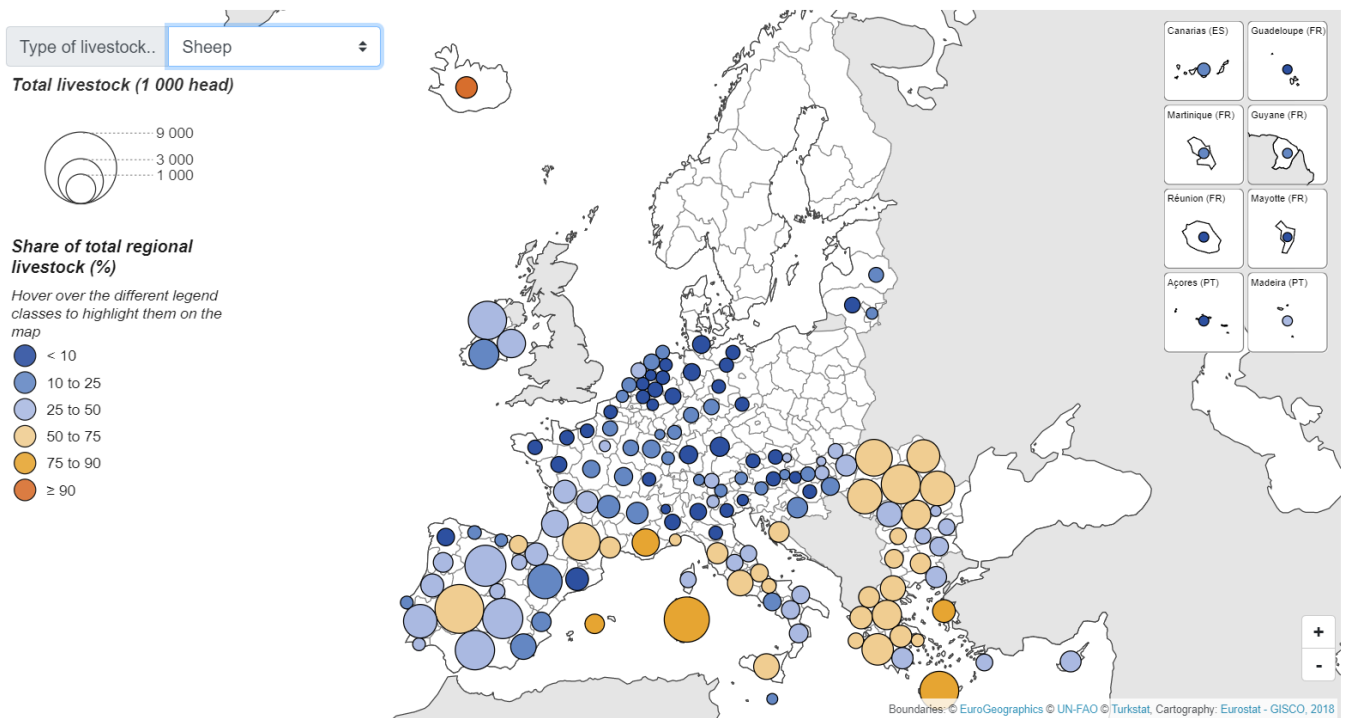 Type of livestock..
Sheep
Total livestock (1 000 head)
9 000
3 000
1 000
Share of total regional
livestock (%)
Hover over the different legend
classes to highlight them on the
map
< 10
10 to 25
25 to 50
50 to 75
75 to 90
≥ 90
Canarias (ES)
Guadeloupe (FR)
Martinique (FR)
Guyane (FR)
Réunion (FR)
Mayotte (FR)
Açores (PT)
Madeira (PT)
+
-
Boundaries: © EuroGeographics © UN-FAO © Turkstat, Cartography: Eurostat - GISCO, 2018